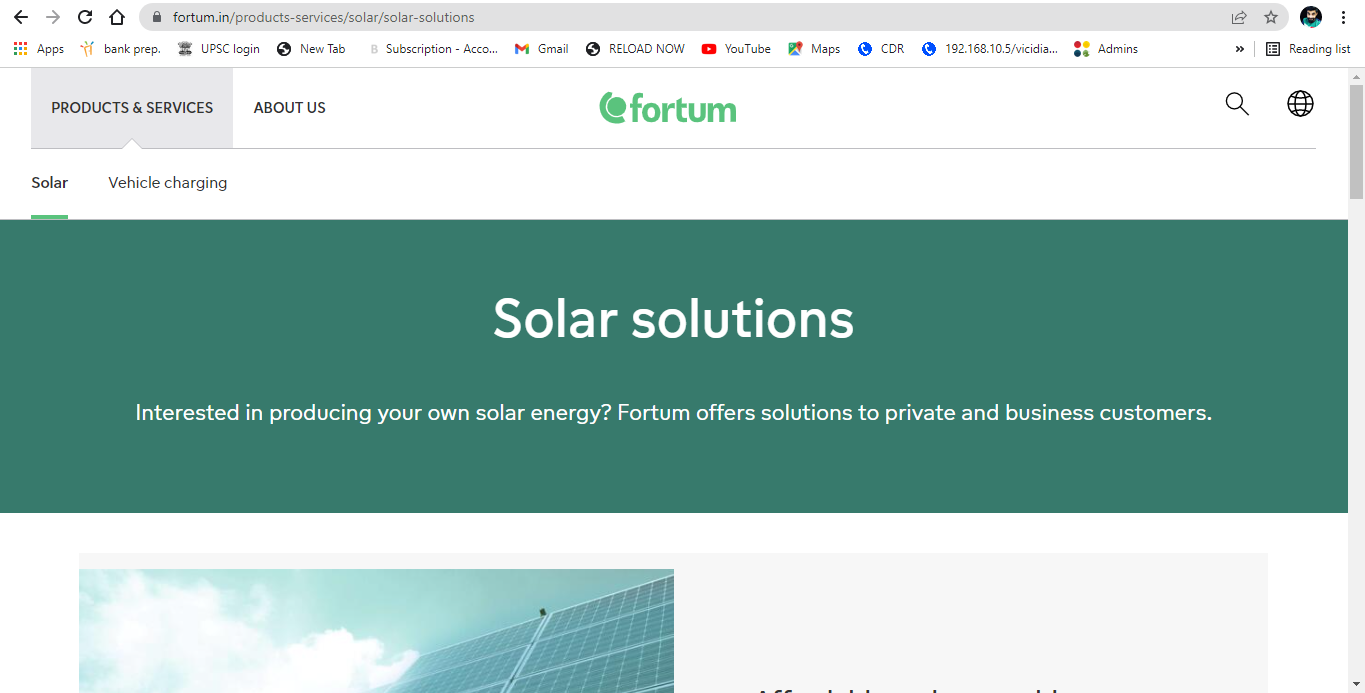 fortum.in/products-services/solar/solar-solutions
Apps bank prep. UPSC login New Tab B Subscription - Acco... Gmail RELOAD NOW YouTube Maps CDR 192.168.10.5/vicidia... Admins » Reading list
PRODUCTS & SERVICES ABOUT US fortum
Solar Vehicle charging
Solar solutions
Interested in producing your own solar energy? Fortum offers solutions to private and business customers.